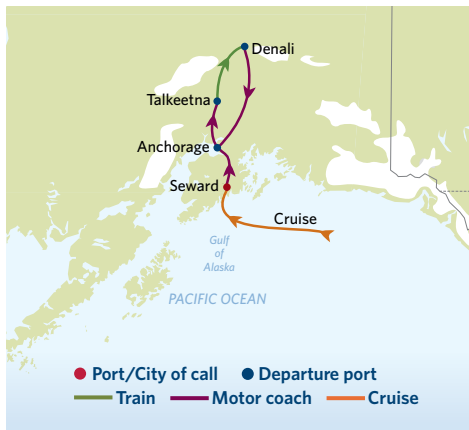 Denali
Talkeetna
Anchorage
Seward
Cruise
Gulf
of
Alaska
PACIFIC OCEAN
Port/City of call Departure port
Train Motor coach Cruise